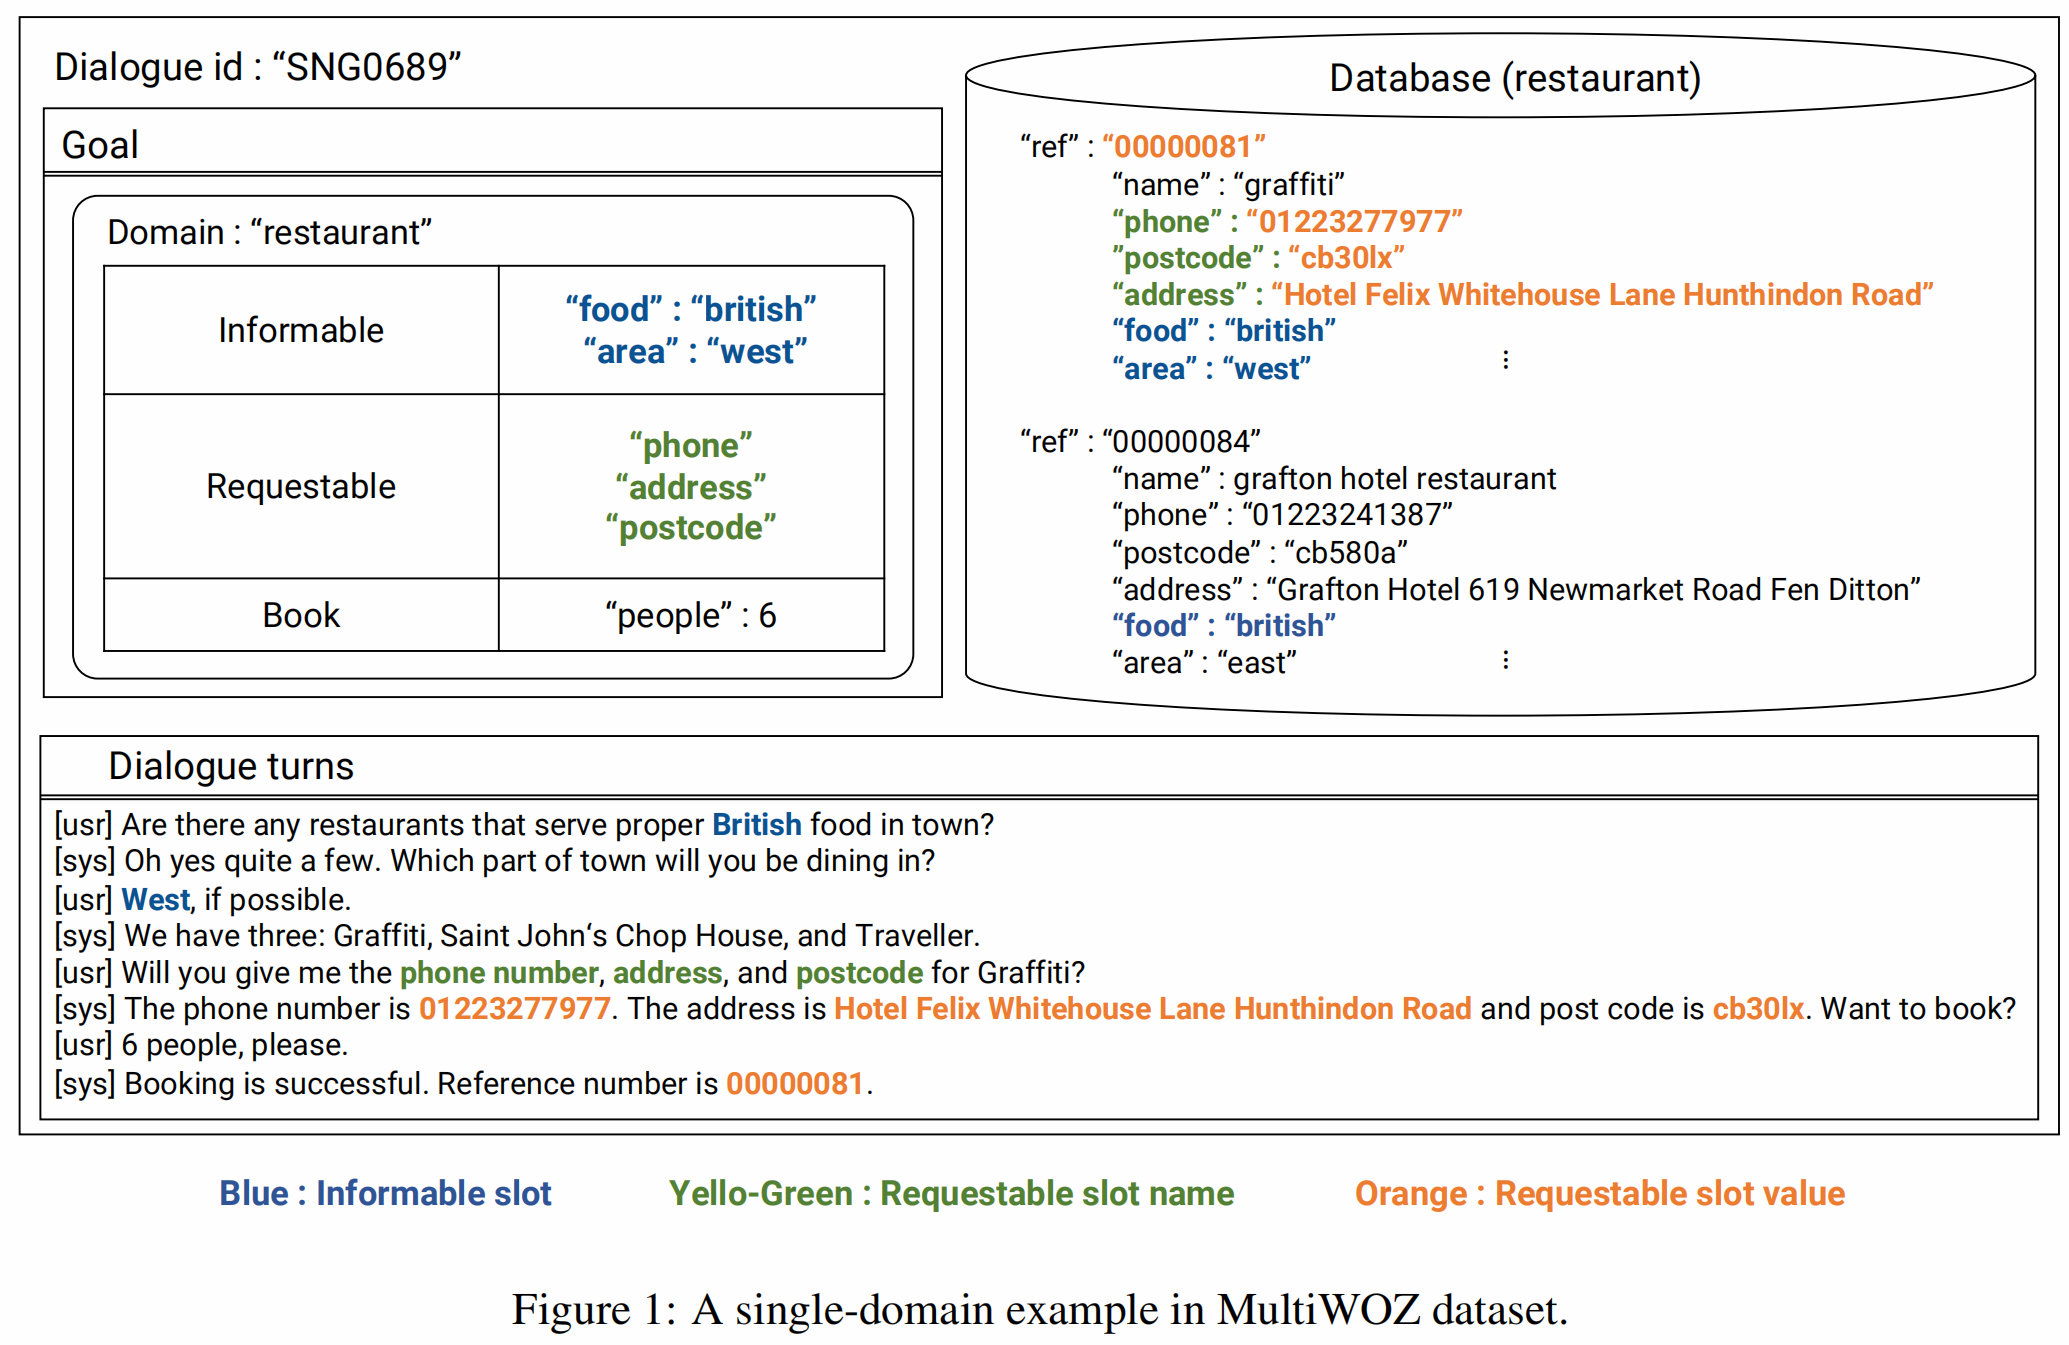 Dialogue id : “SNG0689”
Goal
Domain : “restaurant”
Informable
“food” : “british”
“area” : “west”
Requestable
“phone”
“address”
“postcode”
Book
“people” : 6
Database (restaurant)
“ref” : “00000081”
“name” : “graffiti”
“phone” : “01223277977”
”postcode” : “cb30lx”
“address” : “Hotel Felix Whitehouse Lane Hunthindon Road”
“food” : “british”
“area” : “west”
⋮
“ref” : “00000084”
“name” : grafton hotel restaurant
“phone” : “01223241387”
“postcode” : “cb580a”
“address” : “Grafton Hotel 619 Newmarket Road Fen Ditton”
“food” : “british”
“area” : “east”
⋮
Dialogue turns
[usr] Are there any restaurants that serve proper British food in town?
[sys] Oh yes quite a few. Which part of town will you be dining in?
[usr] West, if possible.
[sys] We have three: Graffiti, Saint John‘s Chop House, and Traveller.
[usr] Will you give me the phone number, address, and postcode for Graffiti?
[sys] The phone number is 01223277977. The address is Hotel Felix Whitehouse Lane Hunthindon Road and post code is cb30lx. Want to book?
[usr] 6 people, please.
[sys] Booking is successful. Reference number is 00000081.
Blue : Informable slot
Yello-Green : Requestable slot name
Orange : Requestable slot value
Figure 1: A single-domain example in MultiWOZ dataset.